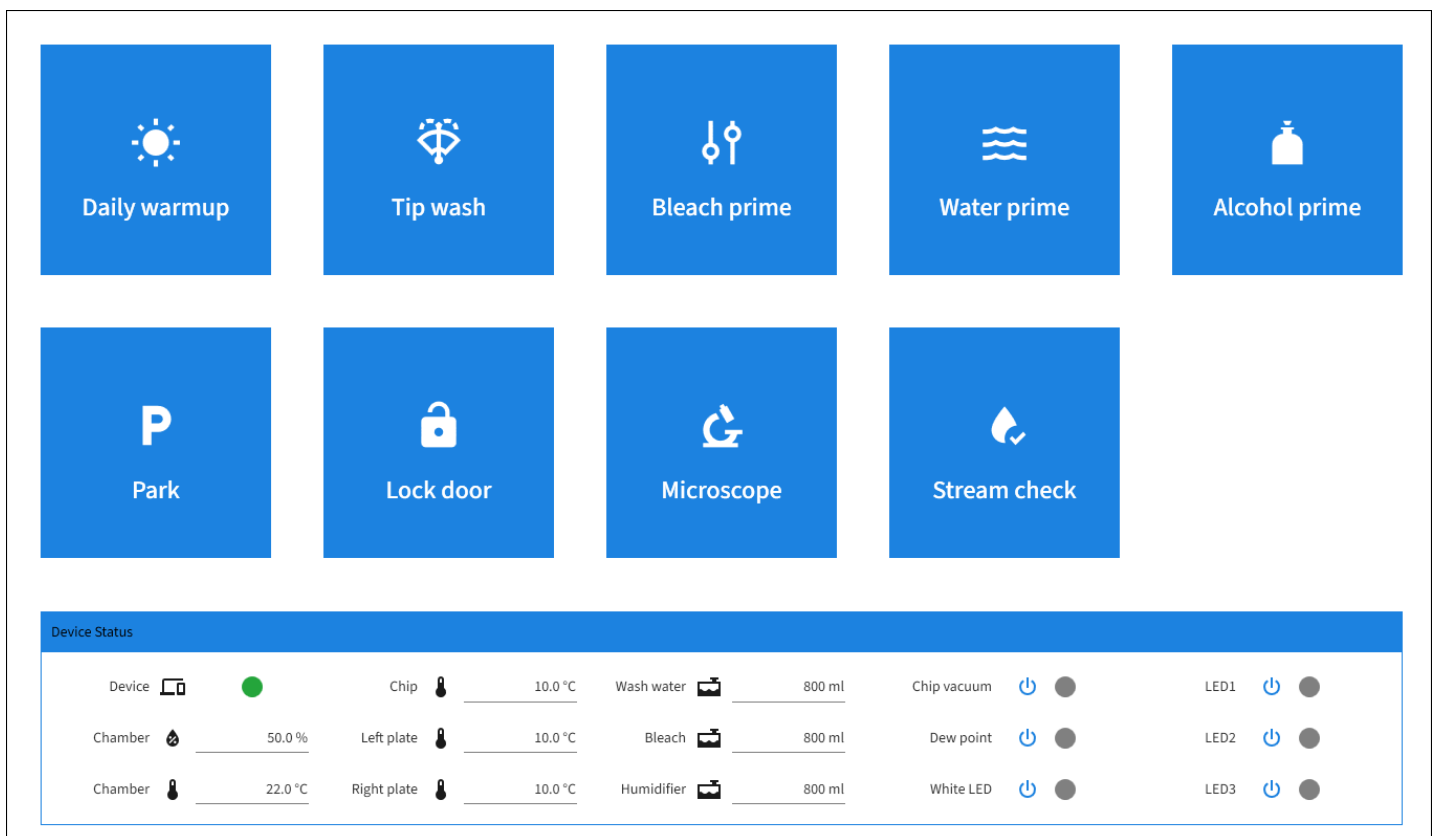 Daily warmup
Tip wash
Bleach prime
Water prime
Alcohol prime
P
Park
Lock door
Microscope
Stream check
Device Status
Device
Chip 10.0 °C
Wash water 800 ml
Chip vacuum
LED1
Chamber 50.0 %
Left plate 10.0 °C
Bleach 800 ml
Dew point
LED2
Chamber 22.0 °C
Right plate 10.0 °C
Humidifier 800 ml
White LED
LED3